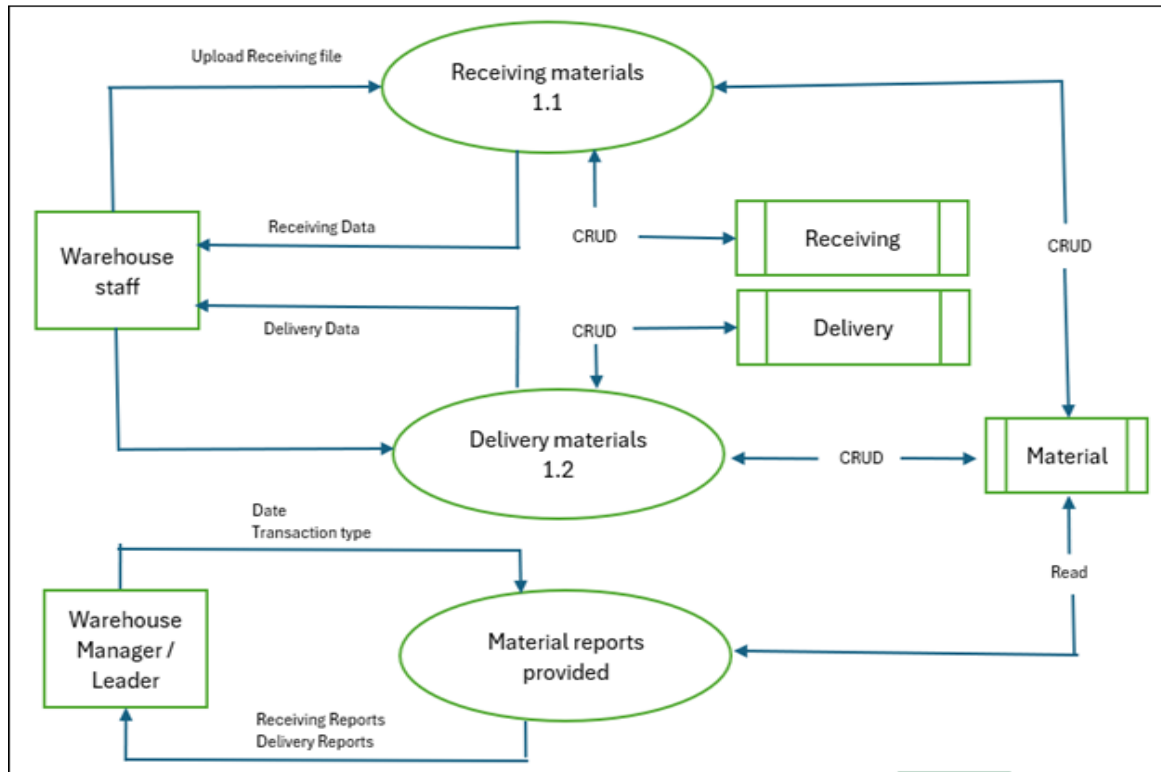 Upload Receiving file
Receiving materials
1.1
Receiving Data
CRUD
Receiving
CRUD
Warehouse
staff
Delivery Data
CRUD
Delivery
Delivery materials
1.2
CRUD
Material
Date
Transaction type
Read
Warehouse
Manager /
Leader
Material reports
provided
Receiving Reports
Delivery Reports